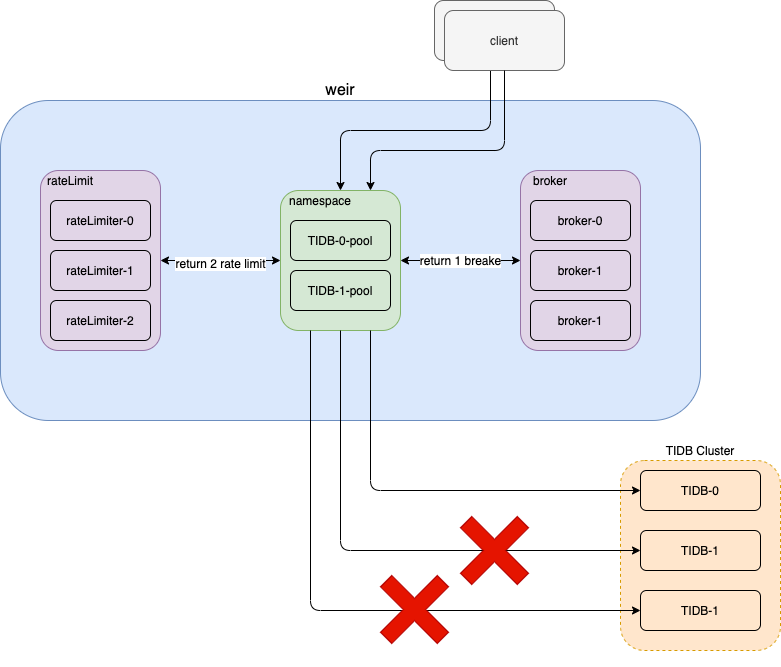 client
weir
rateLimit
rateLimiter-0
rateLimiter-1
rateLimiter-2
return 2 rate limit
namespace
TIDB-0-pool
TIDB-1-pool
return 1 breake
broker
broker-0
broker-1
broker-1
TIDB Cluster
TIDB-0
TIDB-1
TIDB-1